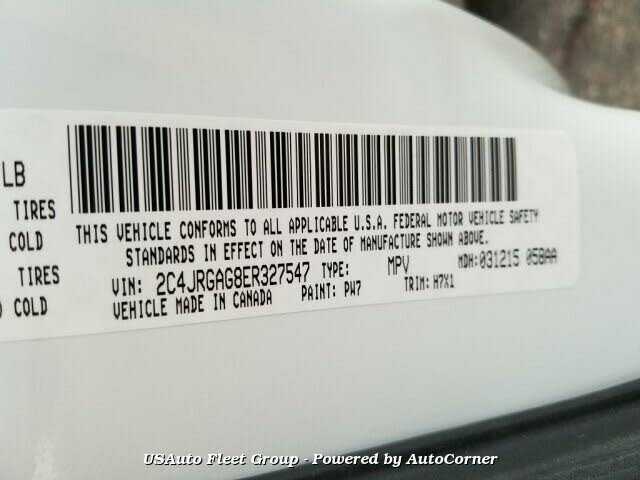 LB
TIRES
COLD
TIRES
COLD
THIS VEHICLE CONFORMS TO ALL APPLICABLE U.S.A. FEDERAL MOTOR VEHICLE SAFETY
STANDARDS IN EFFECT ON THE DATE OF MANUFACTURE SHOWN ABOVE.
VIN: 2C4JRGAG8ER327547 TYPE: MPV MDH:031215 058AA
VEHICLE MADE IN CANADA PAINT: PW7 TRIM: H7X1
USAuto Fleet Group - Powered by AutoCorner